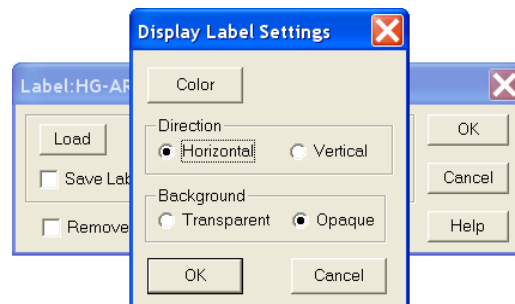 Display Label Settings
Color
Direction
Horizontal Vertical
Background
Transparent Opaque
OK Cancel
Label:HG-AR
Load
Save Lab
Remove
OK
Cancel
Help